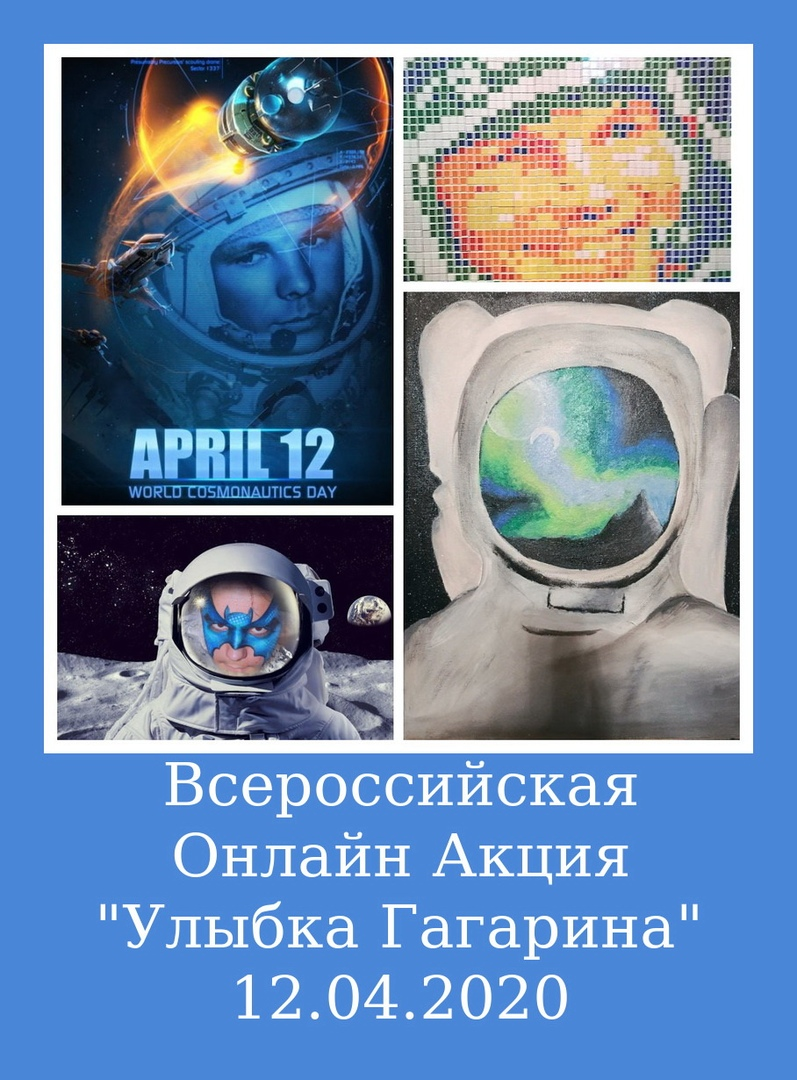 APRIL 12
WORLD COSMONAUTICS DAY
Всероссийская
Онлайн Акция
"Улыбка Гагарина"
12.04.2020